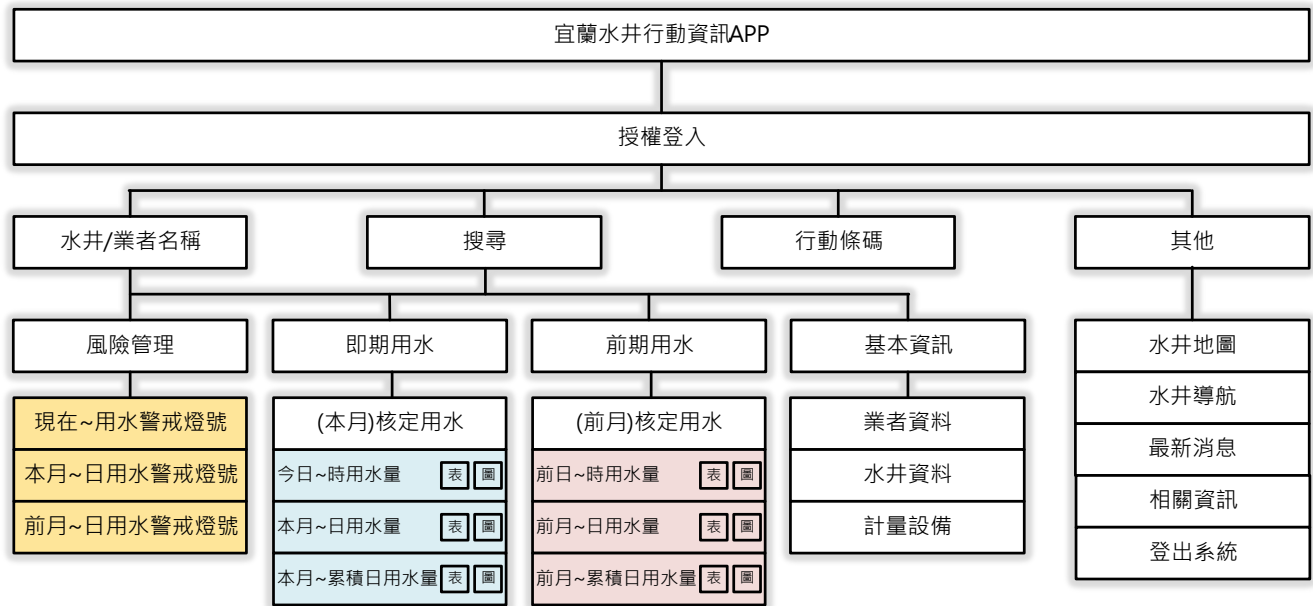 宜蘭水井行動資訊APP
授權登入
水井/業者名稱
搜尋
行動條碼
其他
風險管理
即期用水
前期用水
基本資訊
水井地圖
現在~用水警戒燈號
(本月)核定用水
(前月)核定用水
業者資料
水井導航
本月~日用水警戒燈號
今日~時用水量 表 圖
前日~時用水量 表 圖
水井資料
最新消息
前月~日用水警戒燈號
本月~日用水量 表 圖
前月~日用水量 表 圖
計量設備
相關資訊
本月~累積日用水量 表 圖
前月~累積日用水量 表 圖
登出系統